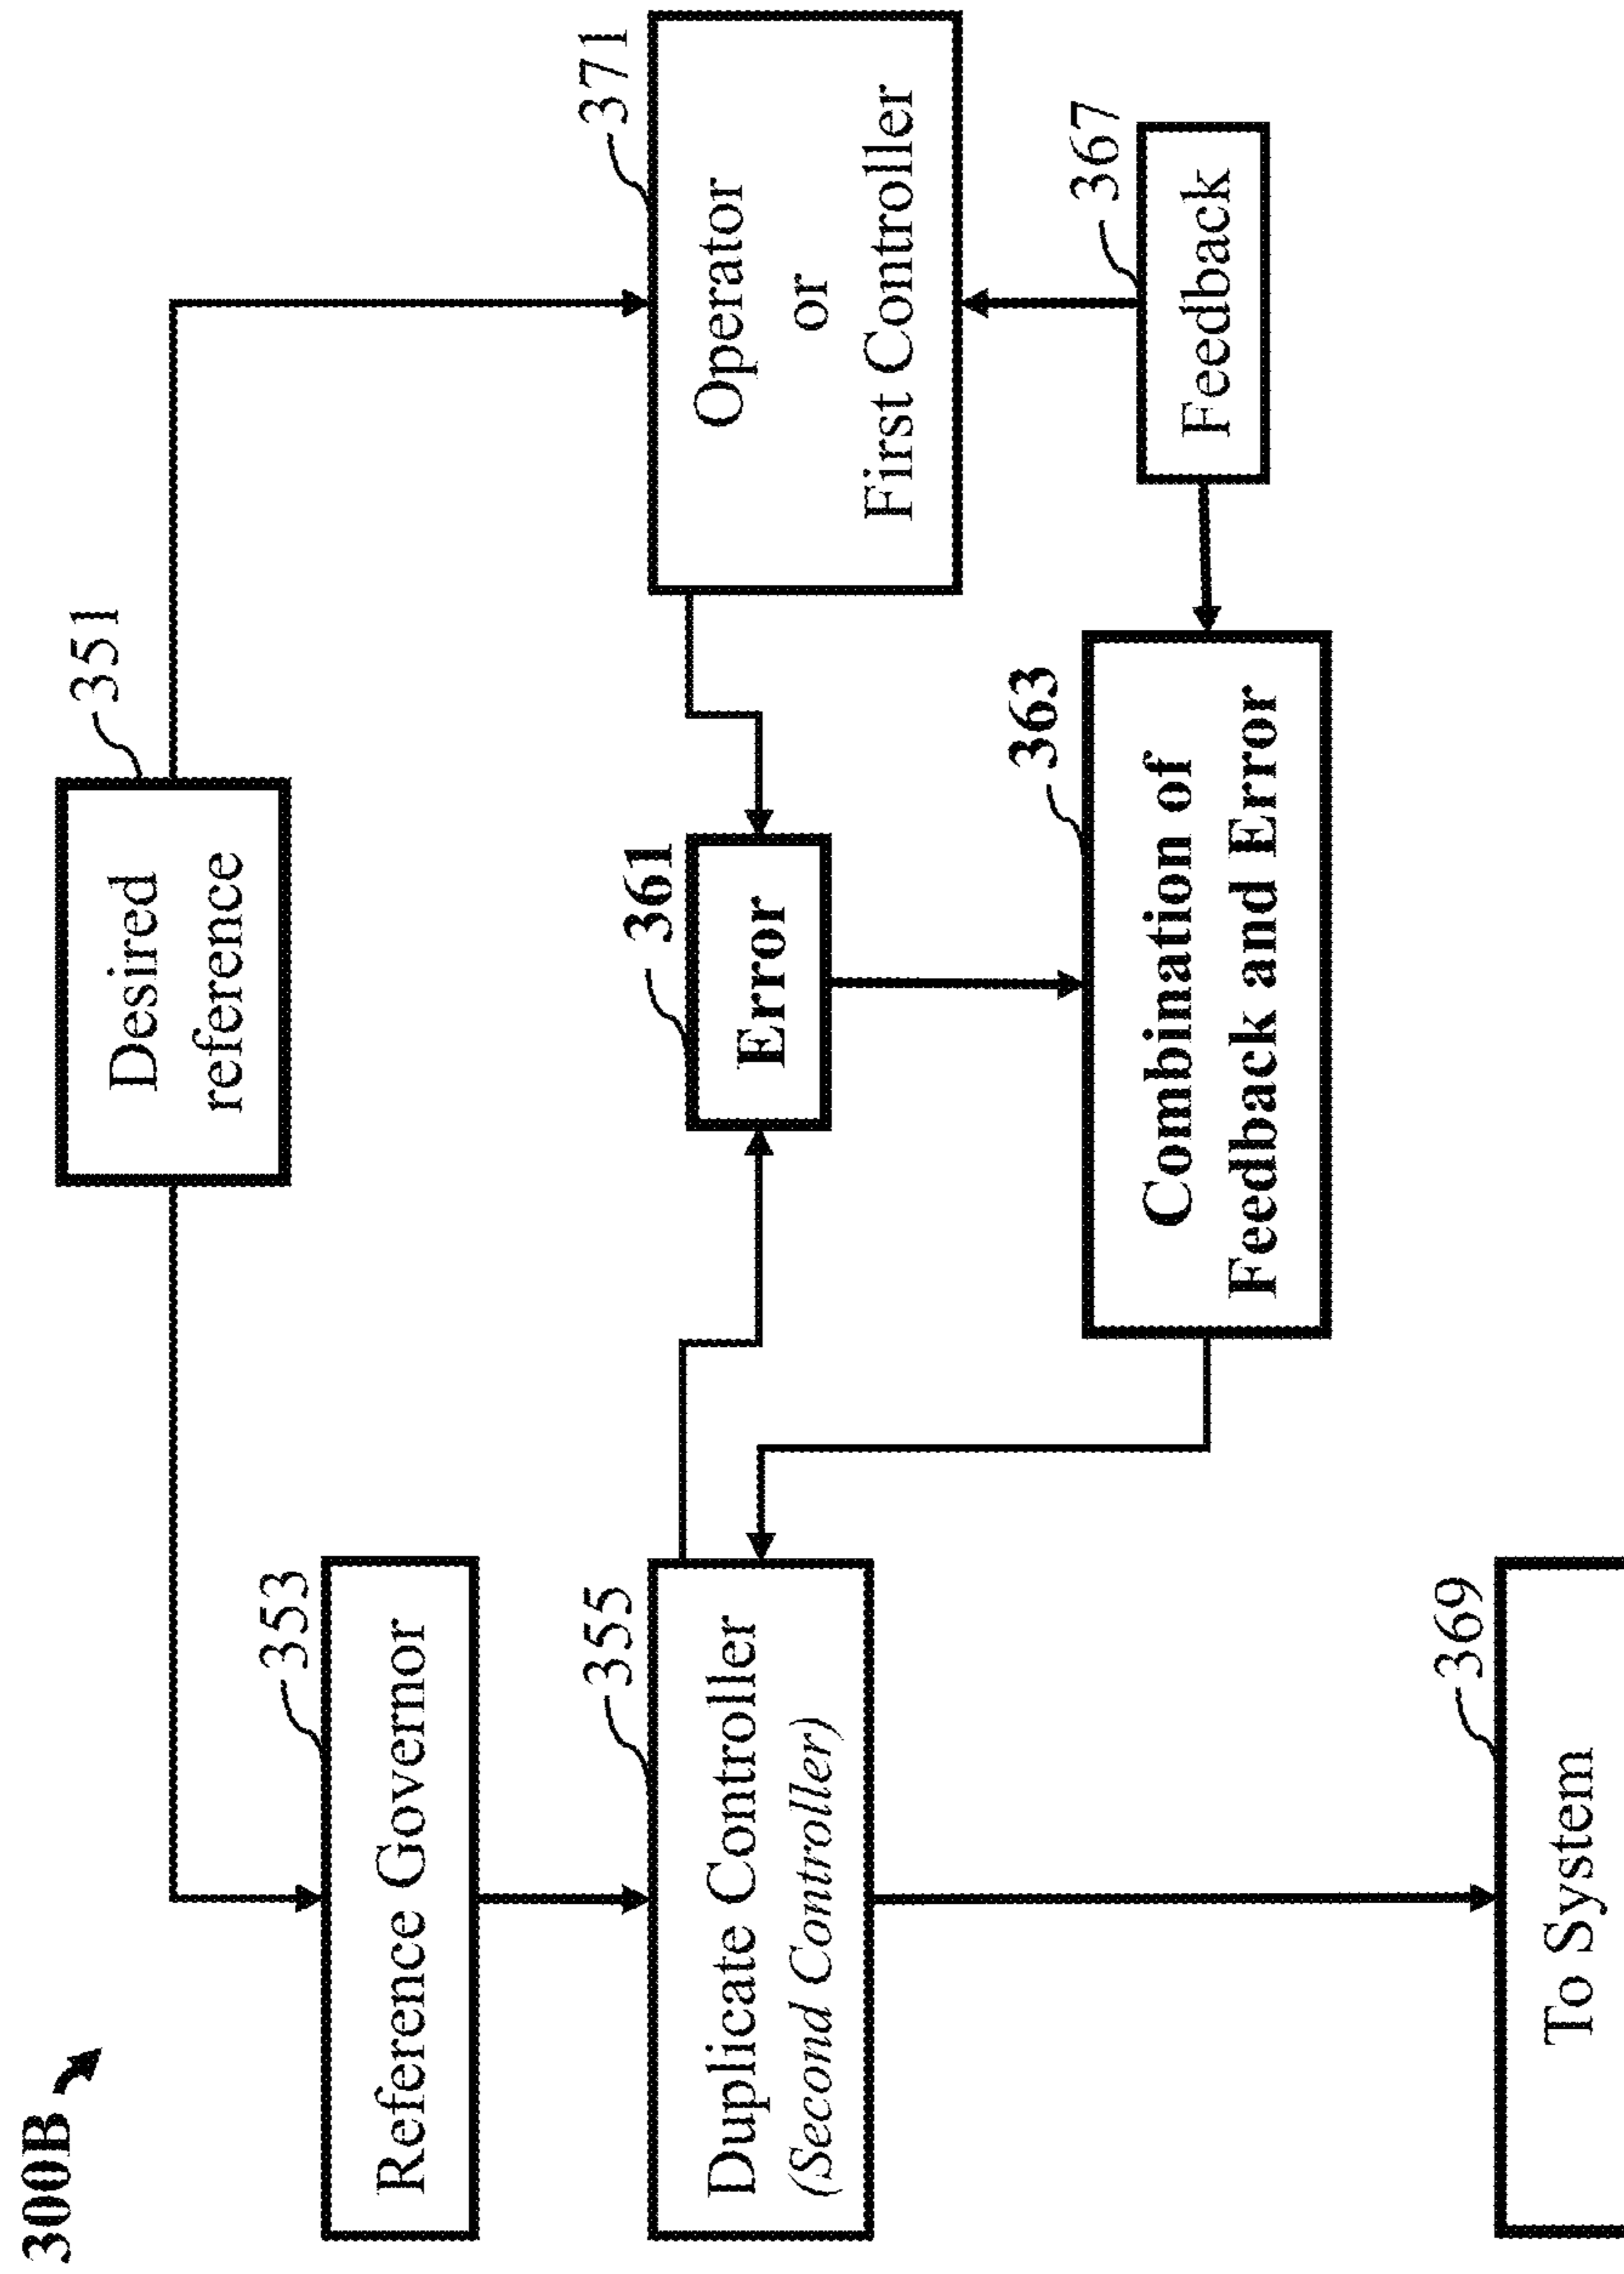 300B
351
Desired
reference
353
Reference Governor
355
Duplicate Controller
(Second Controller)
361
Error
371
Operator
or
First Controller
363
Combination of
Feedback and Error
367
Feedback
369
To System